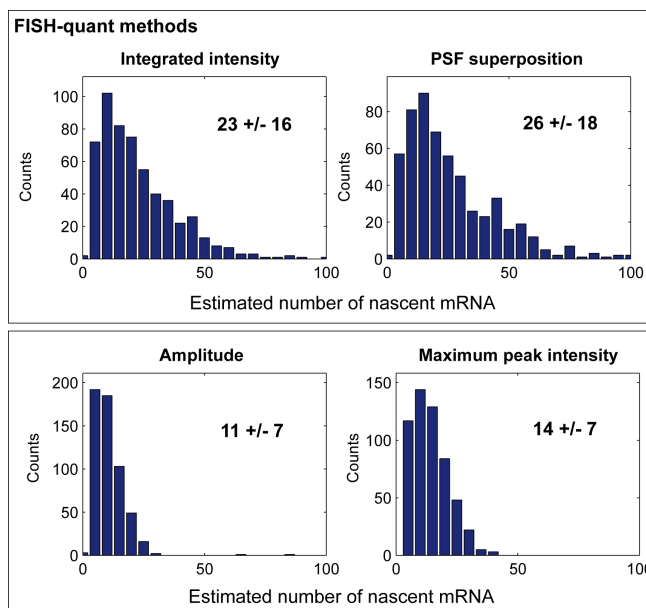 FISH-quant methods
Integrated intensity
PSF superposition
Counts
100
80
60
40
20
0
23 +/- 16
0
50
100
Counts
80
60
40
20
0
26 +/- 18
0
50
100
Estimated number of nascent mRNA
Amplitude
Maximum peak intensity
Counts
200
150
100
50
0
11 +/- 7
0
50
100
Counts
150
100
50
0
14 +/- 7
0
50
100
Estimated number of nascent mRNA